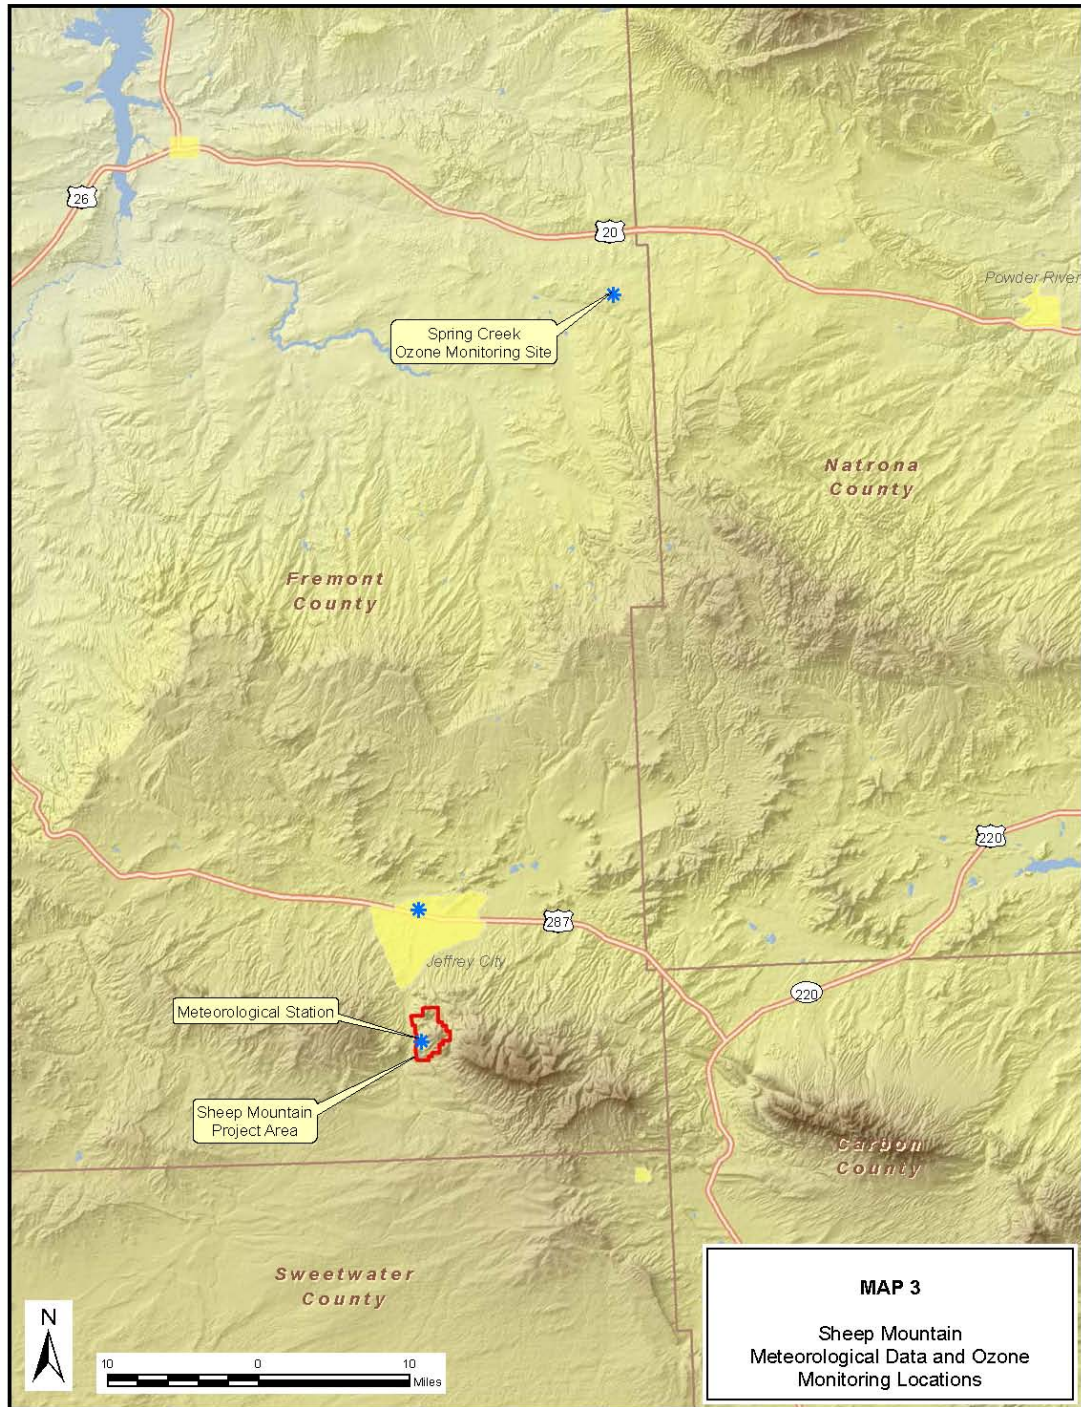 26
20
Powder River
Spring Creek
Ozone Monitoring Site
Natrona
County
Fremont
County
220
287
Jeffrey City
220
Meteorological Station
Sheep Mountain
Project Area
Carbon
County
Sweetwater
County
N
10 0 10
Miles
MAP 3
Sheep Mountain
Meteorological Data and Ozone
Monitoring Locations